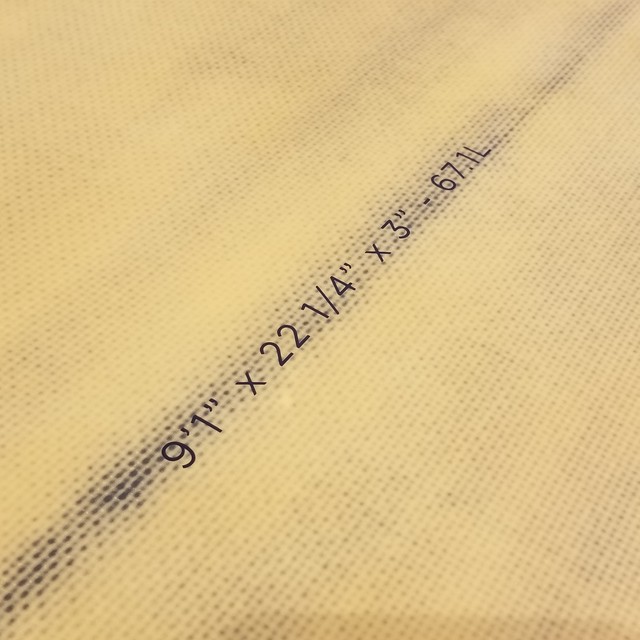 9'1" x 22 1/4" x 3" - 67.1L